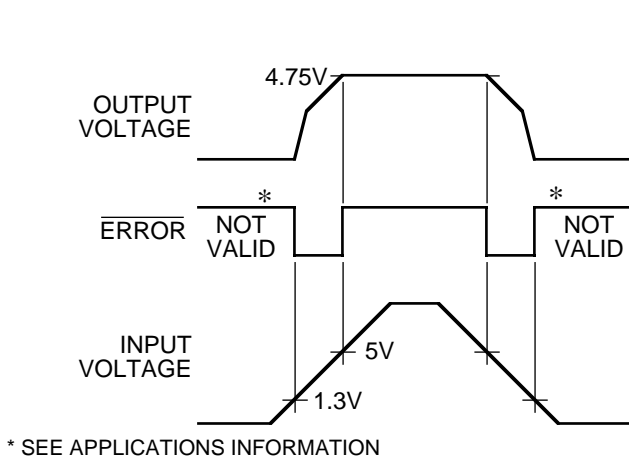 4.75V
OUTPUT
VOLTAGE
* *
ERROR
NOT
VALID
NOT
VALID
INPUT
VOLTAGE
5V
1.3V
* SEE APPLICATIONS INFORMATION